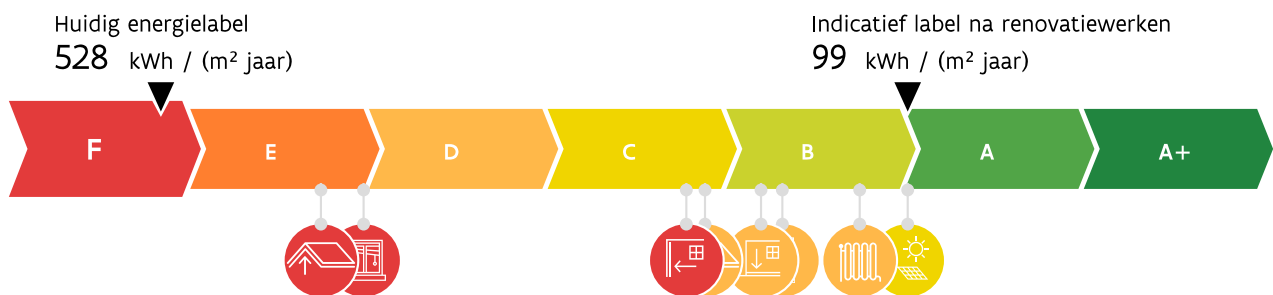 Huidig energielabel
528 kWh / (m² jaar)
Indicatief label na renovatiewerken
99 kWh / (m² jaar)
F E D C B A A+